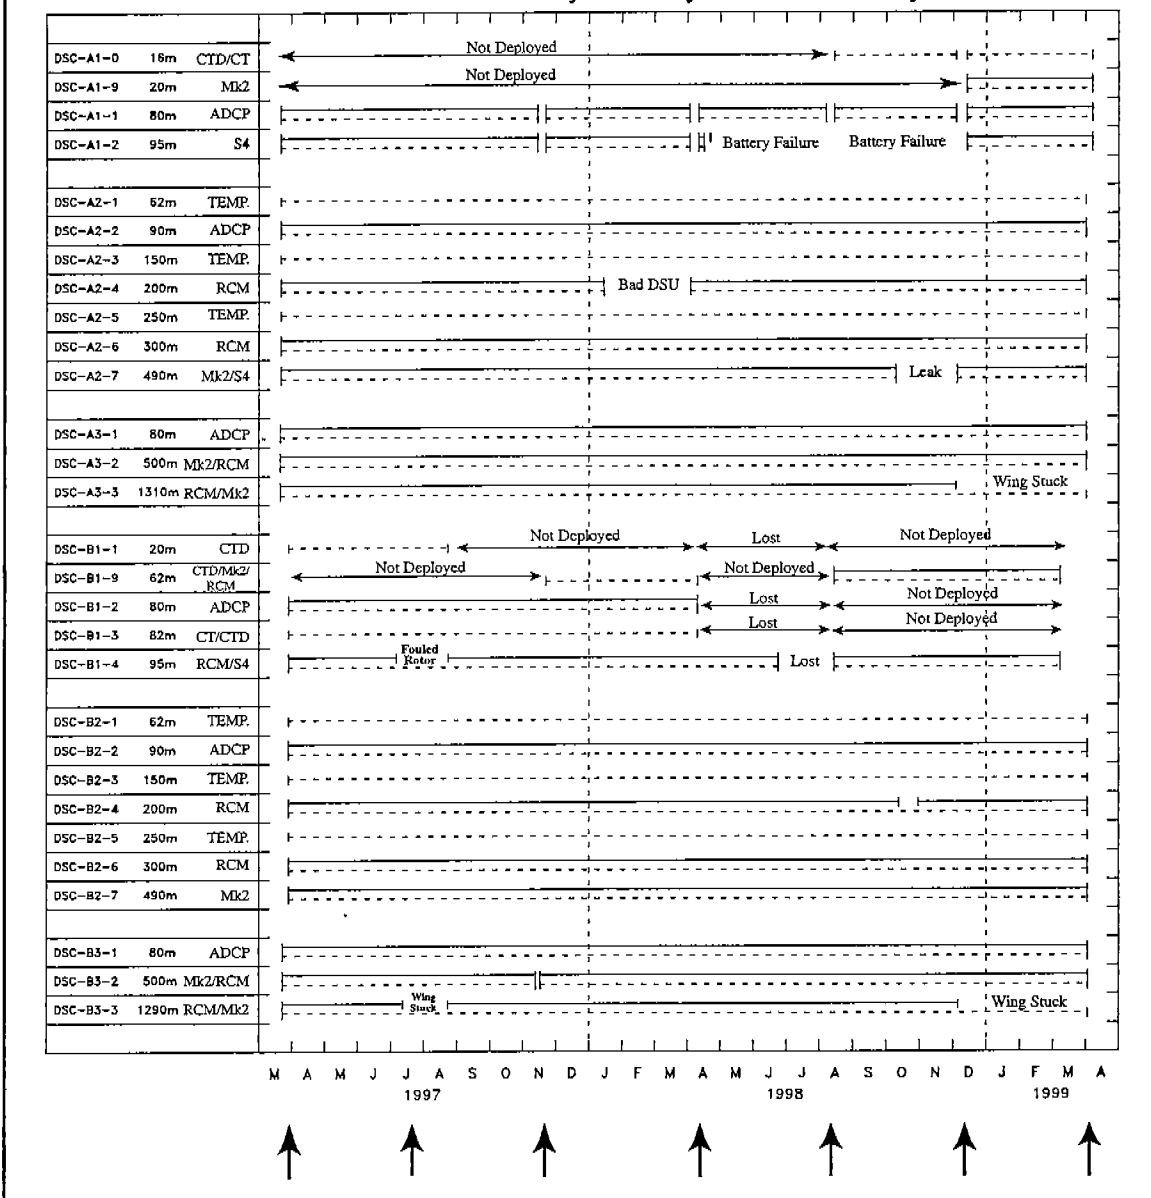 DSC-A1-0 16m CTD/CT Not Deployed
DSC-A1-9 20m Mk2 Not Deployed
DSC-A1-1 80m ADCP
DSC-A1-2 95m S4 Battery Failure Battery Failure
DSC-A2-1 62m TEMP.
DSC-A2-2 90m ADCP
DSC-A2-3 150m TEMP.
DSC-A2-4 200m RCM Bad DSU
DSC-A2-5 250m TEMP.
DSC-A2-6 300m RCM
DSC-A2-7 490m Mk2/S4 Leak
DSC-A3-1 80m ADCP
DSC-A3-2 500m Mk2/RCM
DSC-A3-3 1310m RCM/Mk2 Wing Stuck
DSC-B1-1 20m CTD Not Deployed Lost Not Deployed
DSC-B1-9 62m CTD/Mk2/ RCM Not Deployed Not Deployed
DSC-B1-2 80m ADCP Lost Not Deployed
DSC-B1-3 82m CT/CTD Lost Not Deployed
DSC-B1-4 95m RCM/S4 Fouled Rotor Lost
DSC-B2-1 62m TEMP.
DSC-B2-2 90m ADCP
DSC-B2-3 150m TEMP.
DSC-B2-4 200m RCM
DSC-B2-5 250m TEMP.
DSC-B2-6 300m RCM
DSC-B2-7 490m Mk2
DSC-B3-1 80m ADCP
DSC-B3-2 500m Mk2/RCM
DSC-B3-3 1290m RCM/Mk2 Wing Stuck Wing Stuck
M A M J J A S O N D J F M A M J J A S O N D J F M A
1997 1998 1999